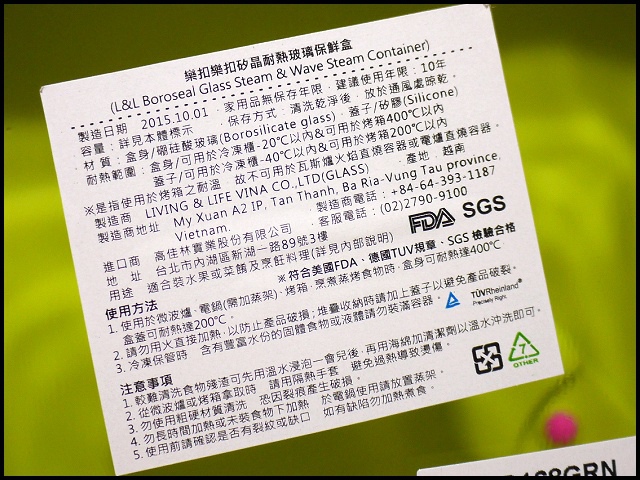 樂扣樂扣矽晶耐熱玻璃保鮮盒
(L&L Boroseal Glass Steam & Wave Steam Container)
製造日期 2015.10.01 . 家用品無保存年限 . 建議使用年限 : 10年
容量 : 詳見本體標示 . 保存方式 : 清洗乾淨後 . 放於通風處晾乾.
材質 : 盒身/硼硅酸玻璃(Borosilicate glass) . 蓋子/矽膠(Silicone)
耐熱範圍 : 盒身/可用於冷凍櫃-20℃以內&可用於烤箱400℃以內
蓋子/可用於冷凍櫃-40℃以內&可用於烤箱200℃以內
※是指使用於烤箱之耐溫 故不可用於瓦斯爐火焰直燒容器或電爐直燒容器.
製造商 LIVING & LIFE VINA CO.,LTD(GLASS) . 產地 . 越南
製造商地址 My Xuan A2 IP, Tan Thanh, Ba Ria-Vung Tau province,
Vietnam. . 製造商電話 : +84-64-393-1187
進口商 高佳林實業股份有限公司 . 客服電話 : (02)2790-9100
地址 台北市內湖區新湖一路89號3樓
用途 適合裝水果或菜餚及烹飪料理(詳見內部說明)
FDA SGS
※符合美國FDA、德國TUV規章、SGS 檢驗合格
使用方法
1. 使用於微波爐.電鍋(需加蒸架).烤箱.烹煮蒸烤食物時.盒身可耐熱達400℃
盒蓋可耐熱達200℃.
2. 請勿用火直接加熱.以防止產品破損;堆疊收納時請加上蓋子以避免產品破裂.
3. 冷凍保管時 含有豐富水份的固體食物或液體請勿裝滿容器.
TÜVRheinland
Precisely Right.
注意事項
1. 較難清洗食物殘渣可先用溫水浸泡一會兒後.再用海綿加清潔劑以溫水沖洗即可.
2. 從微波爐或烤箱拿取時 請用隔熱手套 避免過熱導致燙傷.
3. 勿使用粗硬材質清洗 恐因裂痕產生破損.
4. 勿長時間加熱或未裝食物下加熱 於電鍋使用請放置蒸架.
5. 使用前請確認是否有裂紋或缺口 如有缺陷勿加熱煮食.
7
OTHER